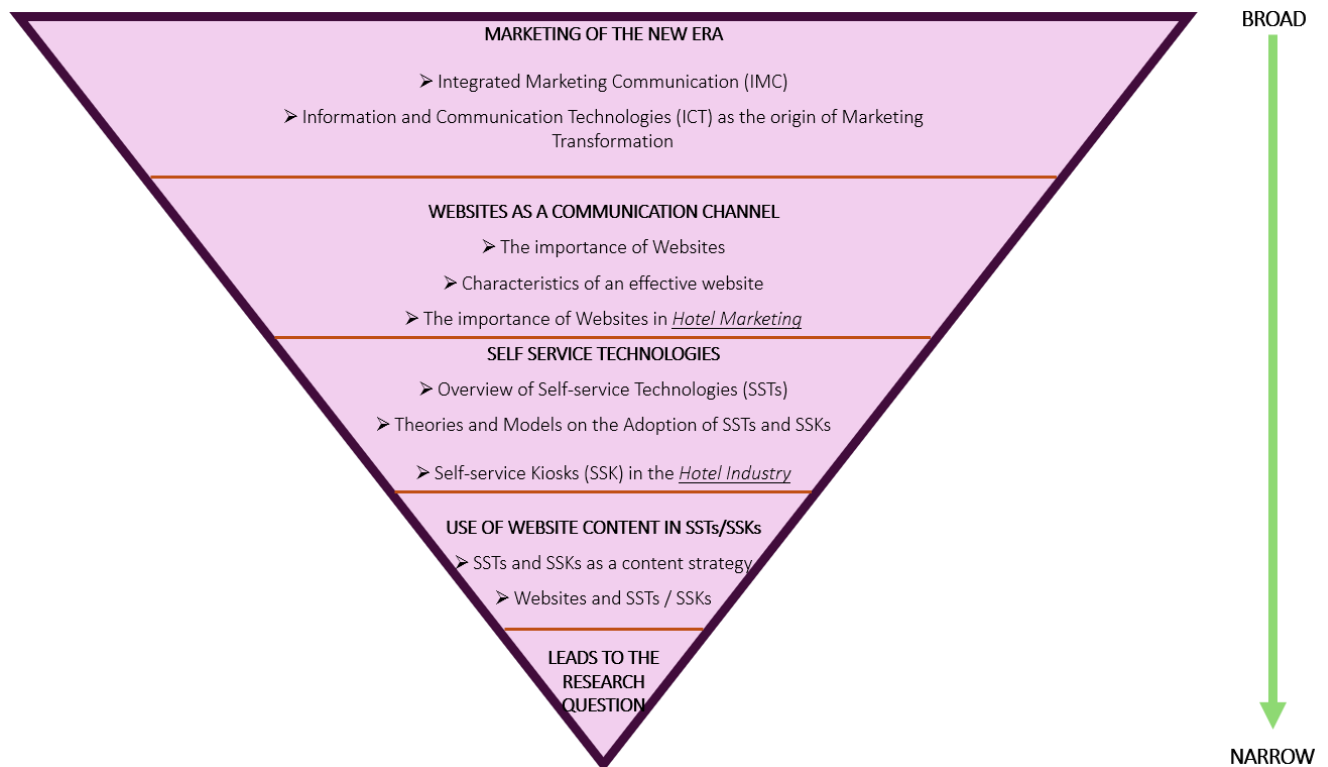 BROAD
MARKETING OF THE NEW ERA
➢ Integrated Marketing Communication (IMC)
➢ Information and Communication Technologies (ICT) as the origin of Marketing
Transformation
WEBSITES AS A COMMUNICATION CHANNEL
➢ The importance of Websites
➢ Characteristics of an effective website
➢ The importance of Websites in Hotel Marketing
SELF SERVICE TECHNOLOGIES
➢ Overview of Self-service Technologies (SSTs)
➢ Theories and Models on the Adoption of SSTs and SSKs
➢ Self-service Kiosks (SSK) in the Hotel Industry
USE OF WEBSITE CONTENT IN SSTs/SSKs
➢ SSTs and SSKs as a content strategy
➢ Websites and SSTs / SSKs
LEADS TO THE
RESEARCH
QUESTION
NARROW